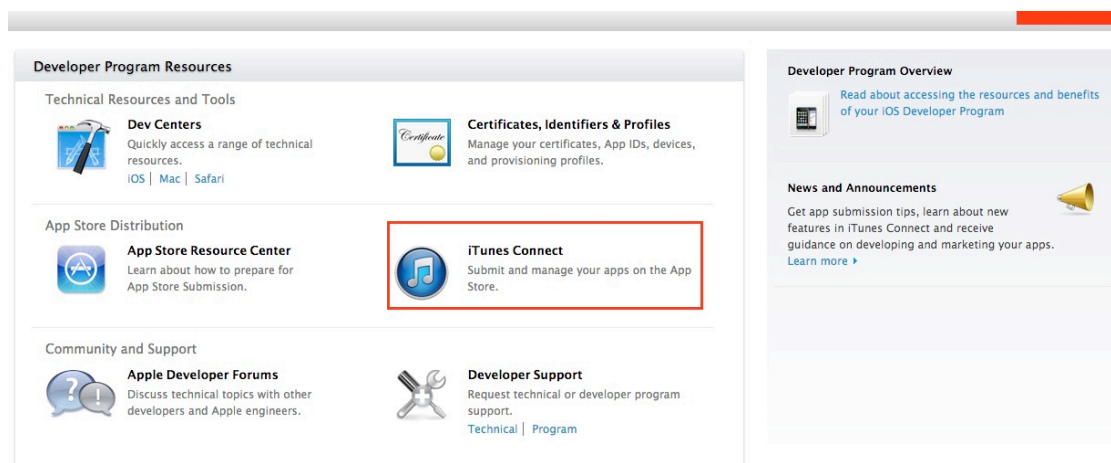 Developer Program Resources
Technical Resources and Tools
Dev Centers
Quickly access a range of technical
resources.
iOS | Mac | Safari
Certificate
Certificates, Identifiers & Profiles
Manage your certificates, App IDs, devices,
and provisioning profiles.
App Store Distribution
App Store Resource Center
Learn about how to prepare for
App Store Submission.
iTunes Connect
Submit and manage your apps on the App
Store.
Community and Support
Apple Developer Forums
Discuss technical topics with other
developers and Apple engineers.
Developer Support
Request technical or developer program
support.
Technical | Program
Developer Program Overview
Read about accessing the resources and benefits
of your iOS Developer Program
News and Announcements
Get app submission tips, learn about new
features in iTunes Connect and receive
guidance on developing and marketing your apps.
Learn more